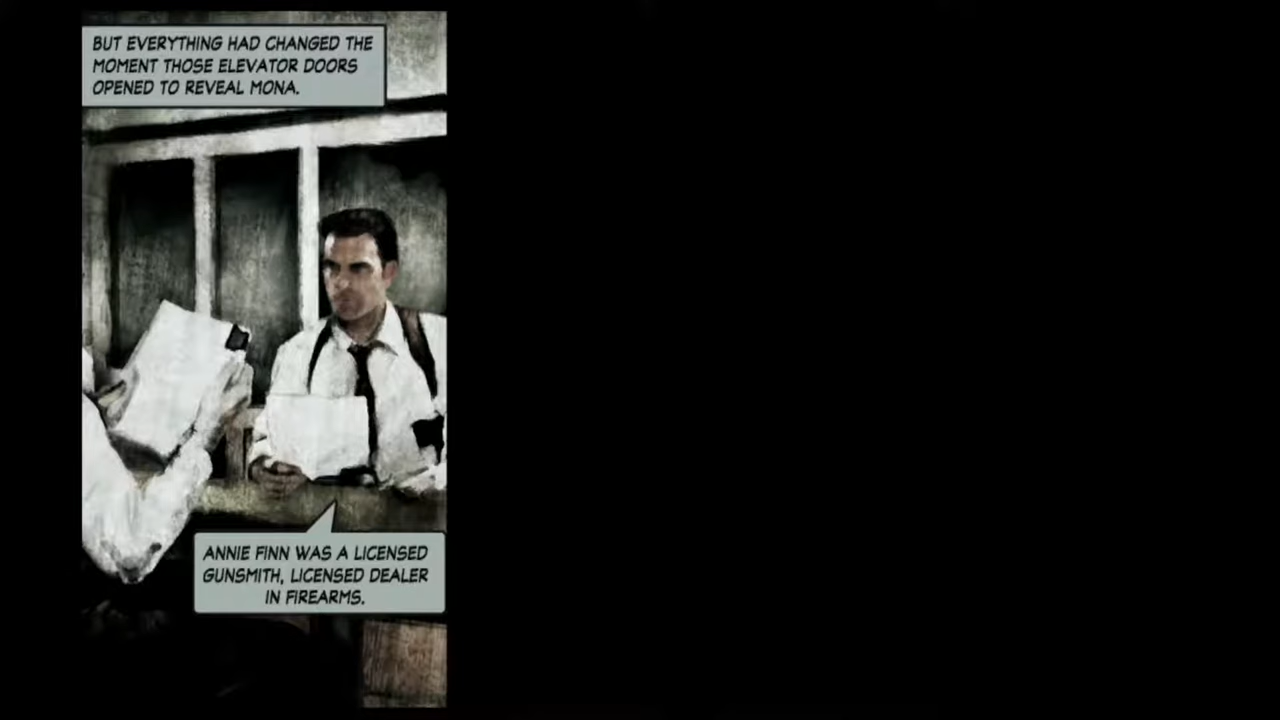 BUT EVERYTHING HAD CHANGED THE
MOMENT THOSE ELEVATOR DOORS
OPENED TO REVEAL MONA.
ANNIE FINN WAS A LICENSED
GUNSMITH, LICENSED DEALER
IN FIREARMS.